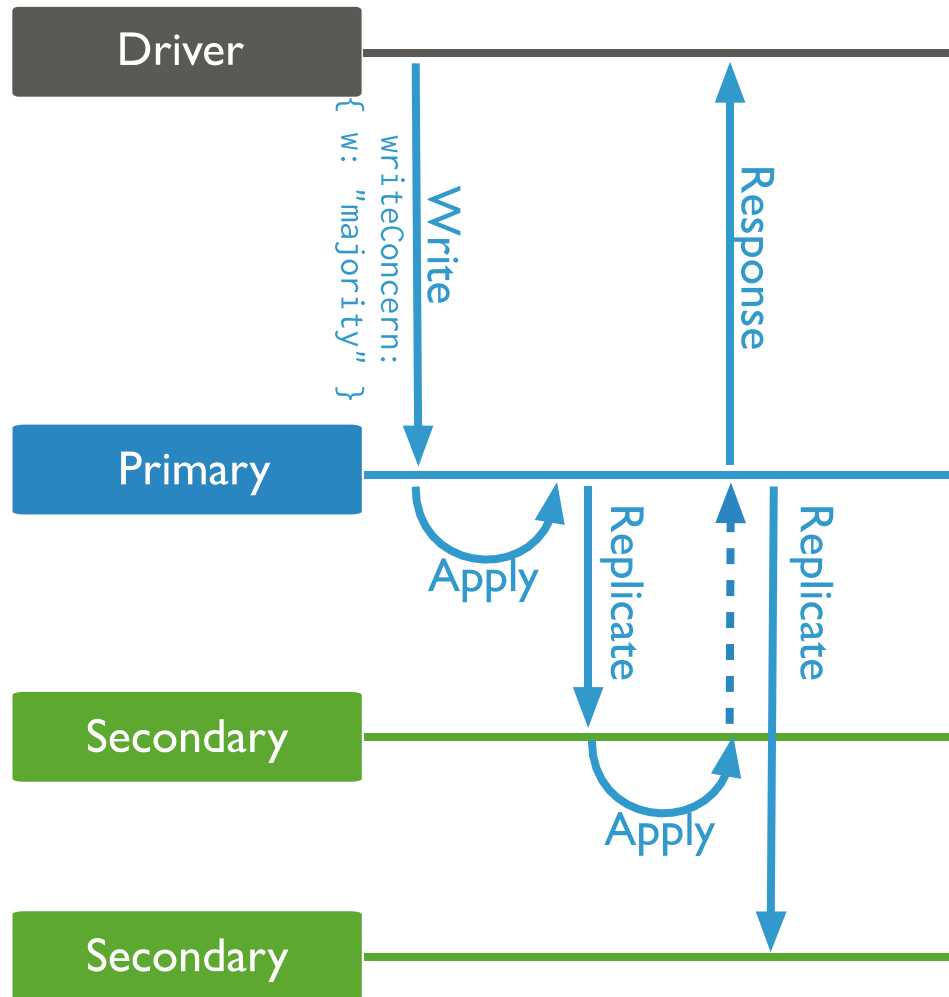 Driver
writeConcern:
{ w: ”majority” }
Write
Response
Primary
Apply
Replicate
Replicate
Secondary
Apply
Secondary